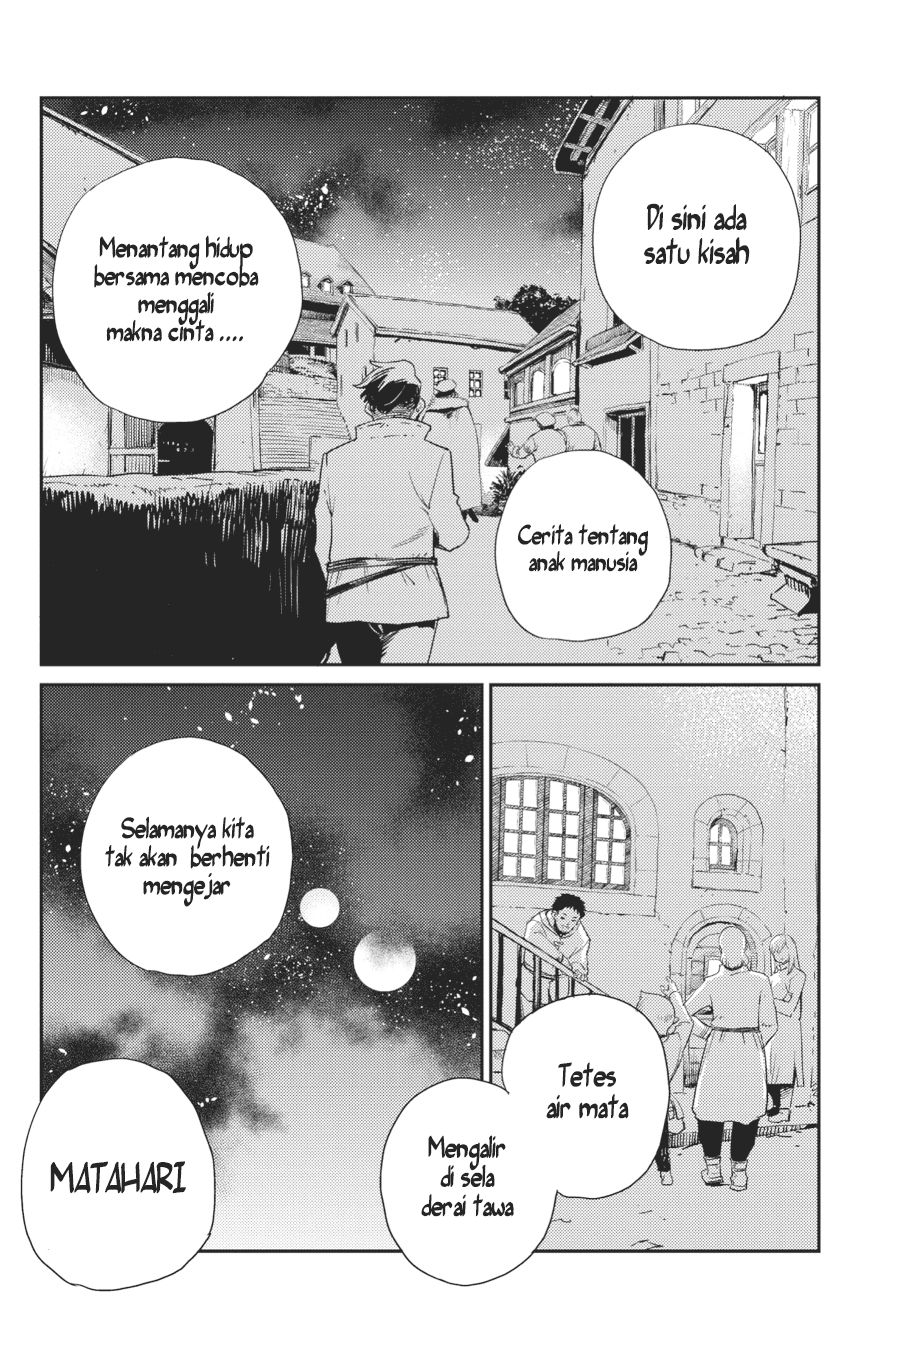 Di sini ada
satu kisah
Cerita tentang
anak manusia
Menantang hidup
bersama mencoba
menggali
makna cinta ....
Tetes
air mata
Mengalir
di sela
derai tawa
Selamanya kita
tak akan berhenti
mengejar
MATAHARI